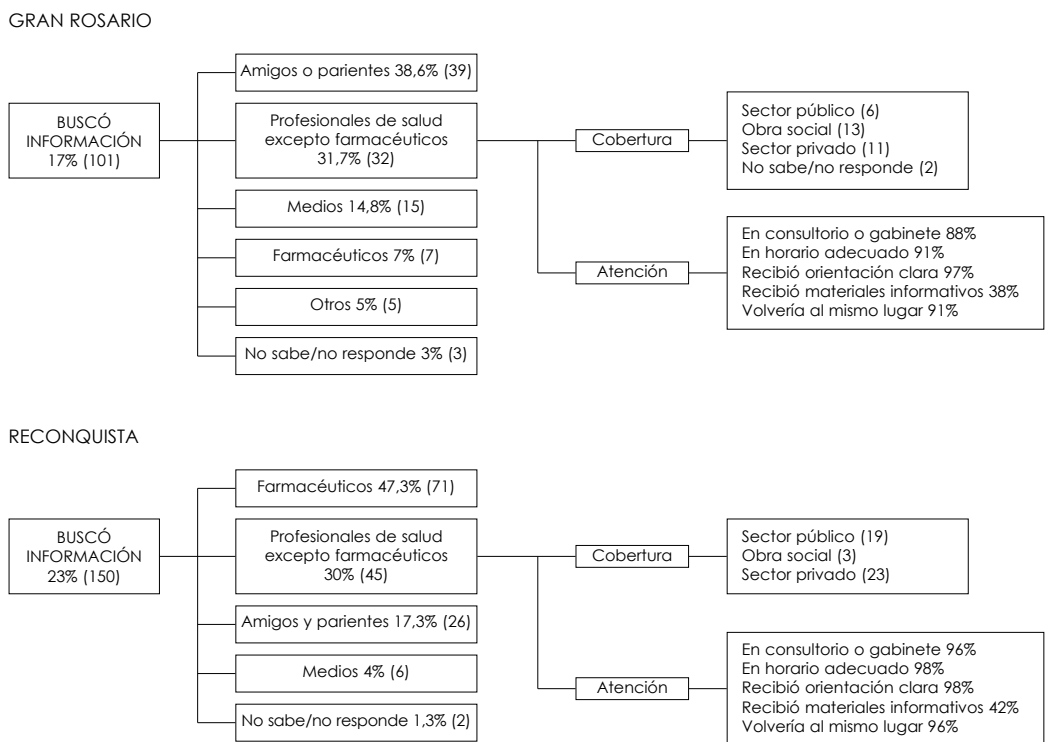 GRAN ROSARIO
BUSCÓ
INFORMACIÓN
17% (101)
Amigos o parientes 38,6% (39)
Profesionales de salud
excepto farmacéuticos
31,7% (32)
Medios 14,8% (15)
Farmacéuticos 7% (7)
Otros 5% (5)
No sabe/no responde 3% (3)
Cobertura
Sector público (6)
Obra social (13)
Sector privado (11)
No sabe/no responde (2)
Atención
En consultorio o gabinete 88%
En horario adecuado 91%
Recibió orientación clara 97%
Recibió materiales informativos 38%
Volvería al mismo lugar 91%
RECONQUISTA
BUSCÓ
INFORMACIÓN
23% (150)
Farmacéuticos 47,3% (71)
Profesionales de salud
excepto farmacéuticos
30% (45)
Amigos y parientes 17,3% (26)
Medios 4% (6)
No sabe/no responde 1,3% (2)
Cobertura
Sector público (19)
Obra social (3)
Sector privado (23)
Atención
En consultorio o gabinete 96%
En horario adecuado 98%
Recibió orientación clara 98%
Recibió materiales informativos 42%
Volvería al mismo lugar 96%